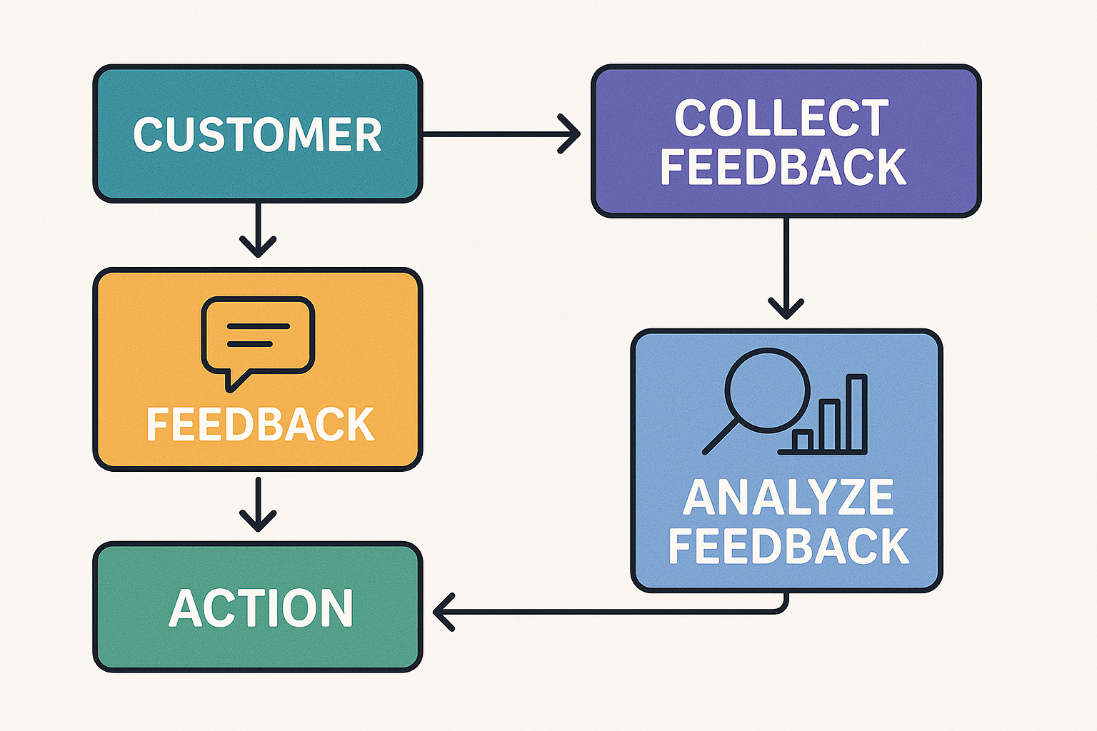 CUSTOMER
COLLECT
FEEDBACK
FEEDBACK
ANALYZE
FEEDBACK
ACTION